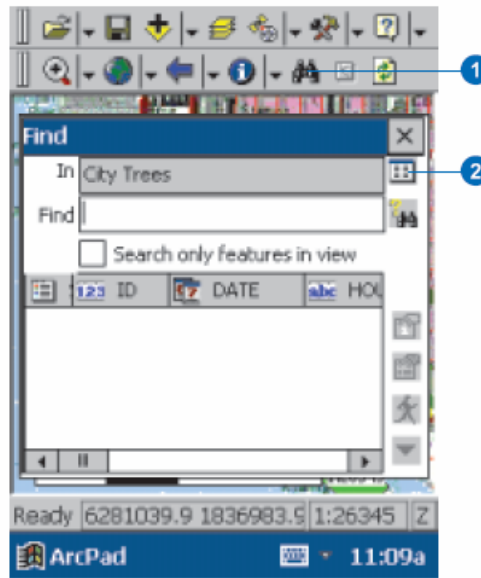 1
Find
In City Trees
2
Find
Search only features in view
123 ID DATE abc HOU
Ready 6281039.9 1836983.9 1:26345 Z
ArcPad 11:09a